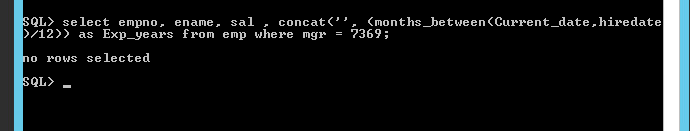 SQL> select empno, ename, sal , concat('', (months_between(Current_date,hiredate
)/12)) as Exp_years from emp where mgr = 7369;
no rows selected
SQL> _